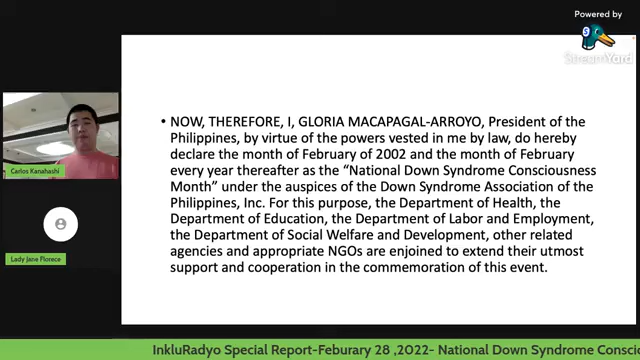 Powered by
StreamYard
• NOW, THEREFORE, I, GLORIA MACAPAGAL-ARROYO, President of the
Philippines, by virtue of the powers vested in me by law, do hereby
declare the month of February of 2002 and the month of February
every year thereafter as the “National Down Syndrome Consciousness
Month” under the auspices of the Down Syndrome Association of the
Philippines, Inc. For this purpose, the Department of Health, the
Department of Education, the Department of Labor and Employment,
the Department of Social Welfare and Development, other related
agencies and appropriate NGOs are enjoined to extend their utmost
support and cooperation in the commemoration of this event.
Carlos Kanahashi
Lady Jane Florece
InkluRadyo Special Report-Feburary 28 ,2022- National Down Syndrome Consci